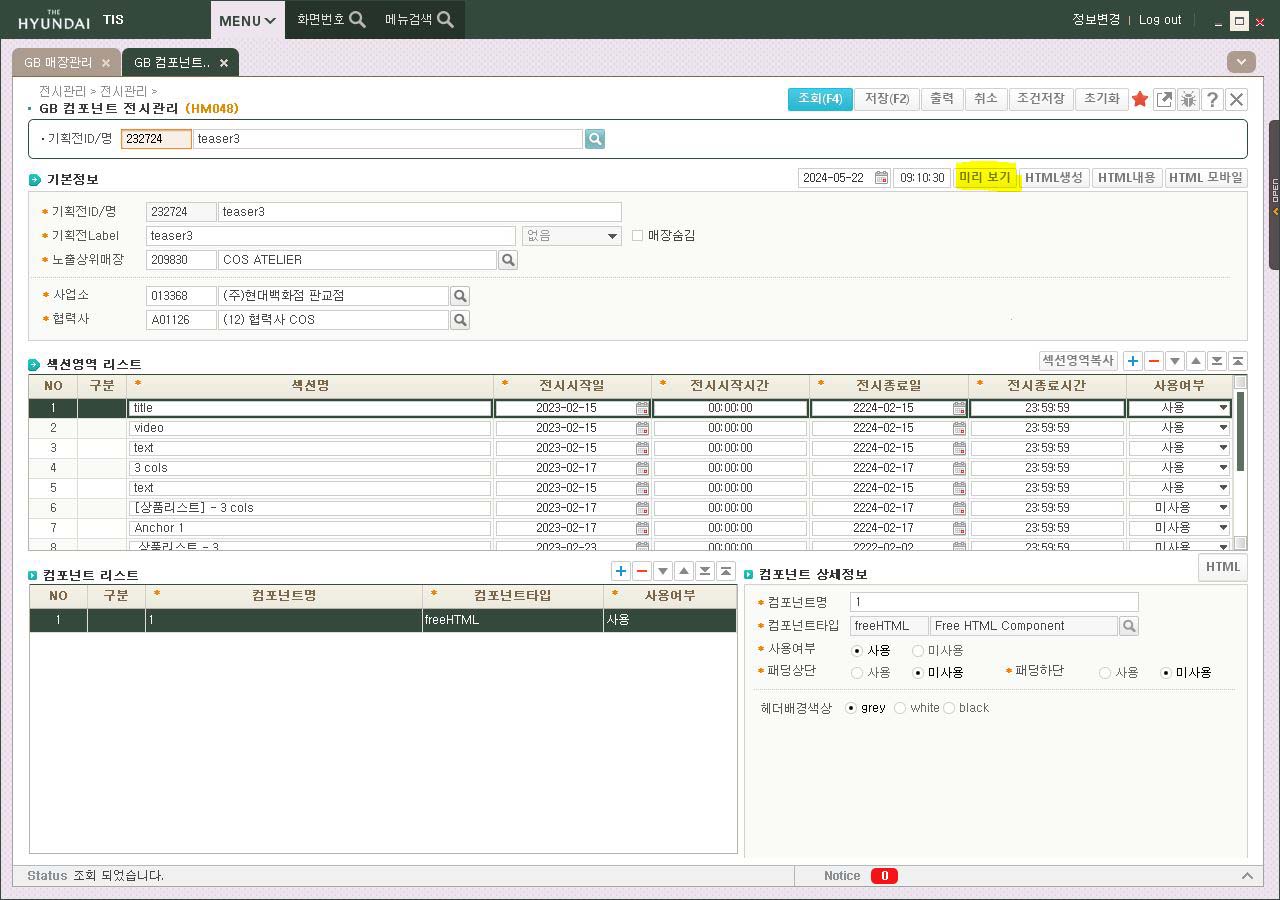 THE
HYUNDAI TIS MENU 화면번호 메뉴검색 정보변경 | Log out
GB 매장관리 × GB 컴포넌트.. ×
전시관리 > 전시관리 >
GB 컴포넌트 전시관리 (HM048) 조회(F4) 저장(F2) 출력 취소 조건저장 초기화
기획전ID/명 232724 teaser3
기본정보 2024-05-22 09:10:30 미리 보기 HTML생성 HTML내용 HTML 모바일
OPEN
* 기획전ID/명 232724 teaser3
* 기획전Label teaser3 없음 매장숨김
* 노출상위매장 209830 COS ATELIER
* 사업소 013368 (주)현대백화점 판교점
* 협력사 A01126 (12) 협력사 COS
섹션영역 리스트 섹션영역복사
NO 구분 * 섹션명 * 전시시작일 * 전시시작시간 * 전시종료일 * 전시종료시간 사용여부
1 title 2023-02-15 00:00:00 2224-02-15 23:59:59 사용
2 video 2023-02-15 00:00:00 2224-02-15 23:59:59 사용
3 text 2023-02-15 00:00:00 2224-02-15 23:59:59 사용
4 3 cols 2023-02-17 00:00:00 2224-02-17 23:59:59 사용
5 text 2023-02-15 00:00:00 2224-02-15 23:59:59 사용
6 [상품리스트] - 3 cols 2023-02-17 00:00:00 2224-02-17 23:59:59 미사용
7 Anchor 1 2023-02-17 00:00:00 2224-02-17 23:59:59 미사용
8 상품리스트 - 3 2023-02-23 00:00:00 2222-02-02 23:59:59 미사용
컴포넌트 리스트
NO 구분 * 컴포넌트명 * 컴포넌트타입 * 사용여부
1 1 freeHTML 사용
컴포넌트 상세정보 HTML
* 컴포넌트명 1
* 컴포넌트타입 freeHTML Free HTML Component
* 사용여부 사용 미사용
* 패딩상단 사용 미사용 * 패딩하단 사용 미사용
헤더배경색상 grey white black
Status 조회 되었습니다. Notice 0